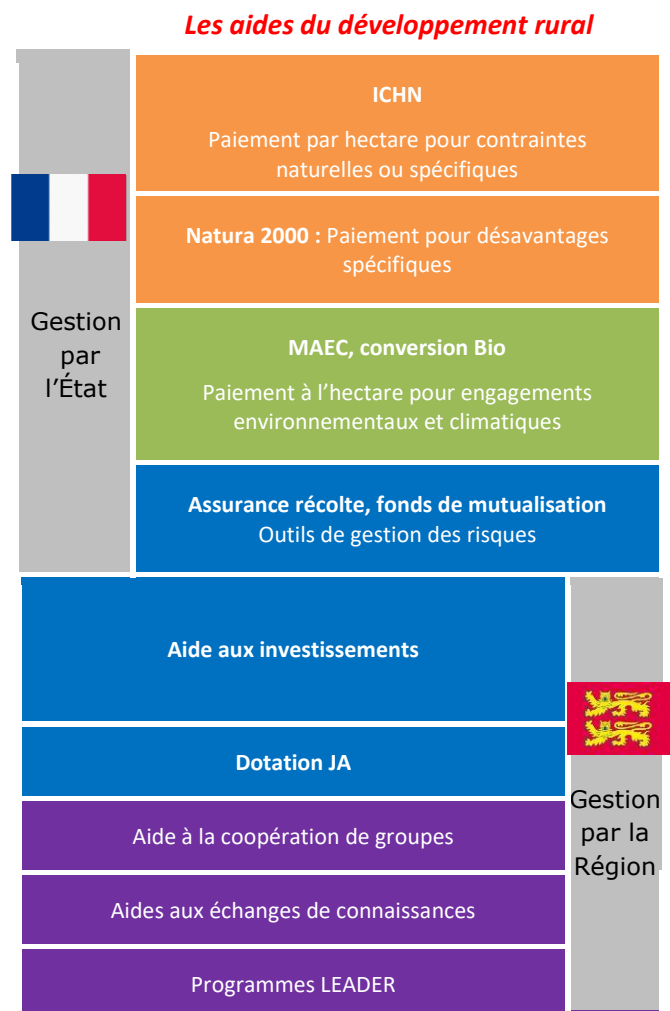 Les aides du développement rural
ICHN
Paiement par hectare pour contraintes
naturelles ou spécifiques
Natura 2000 : Paiement pour désavantages
spécifiques
Gestion
par
l’État
MAEC, conversion Bio
Paiement à l’hectare pour engagements
environnementaux et climatiques
Assurance récolte, fonds de mutualisation
Outils de gestion des risques
Aide aux investissements
Dotation JA
Gestion
par la
Région
Aide à la coopération de groupes
Aides aux échanges de connaissances
Programmes LEADER